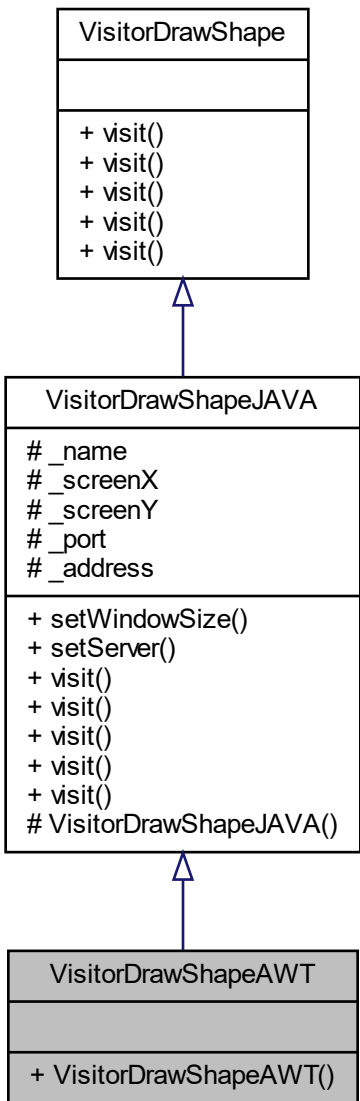 VisitorDrawShape
+ visit()
+ visit()
+ visit()
+ visit()
+ visit()
VisitorDrawShapeJAVA
# _name
# _screenX
# _screenY
# _port
# _address
+ setWindowSize()
+ setServer()
+ visit()
+ visit()
+ visit()
+ visit()
+ visit()
# VisitorDrawShapeJAVA()
VisitorDrawShapeAWT
+ VisitorDrawShapeAWT()